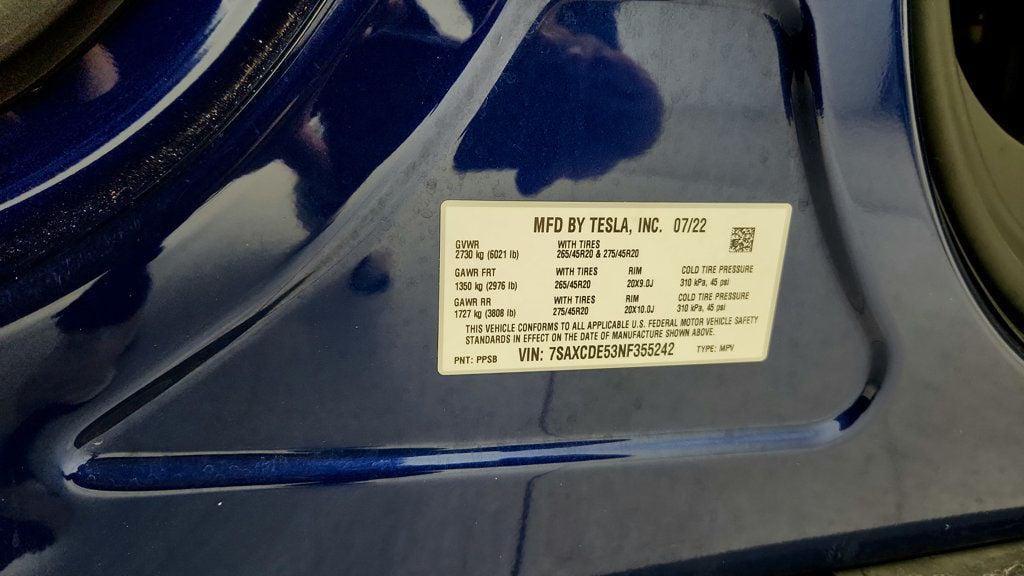 MFD BY TESLA, INC. 07/22
GVWR WITH TIRES
2730 kg (6021 lb) 265/45R20 & 275/45R20
GAWR FRT WITH TIRES RIM COLD TIRE PRESSURE
1350 kg (2976 lb) 265/45R20 20X9.0J 310 kPa, 45 psi
GAWR RR WITH TIRES RIM COLD TIRE PRESSURE
1727 kg (3808 lb) 275/45R20 20X10.0J 310 kPa, 45 psi
THIS VEHICLE CONFORMS TO ALL APPLICABLE U.S. FEDERAL MOTOR VEHICLE SAFETY
STANDARDS IN EFFECT ON THE DATE OF MANUFACTURE SHOWN ABOVE.
PNT: PPSB VIN: 7SAXCDE53NF355242 TYPE: MPV